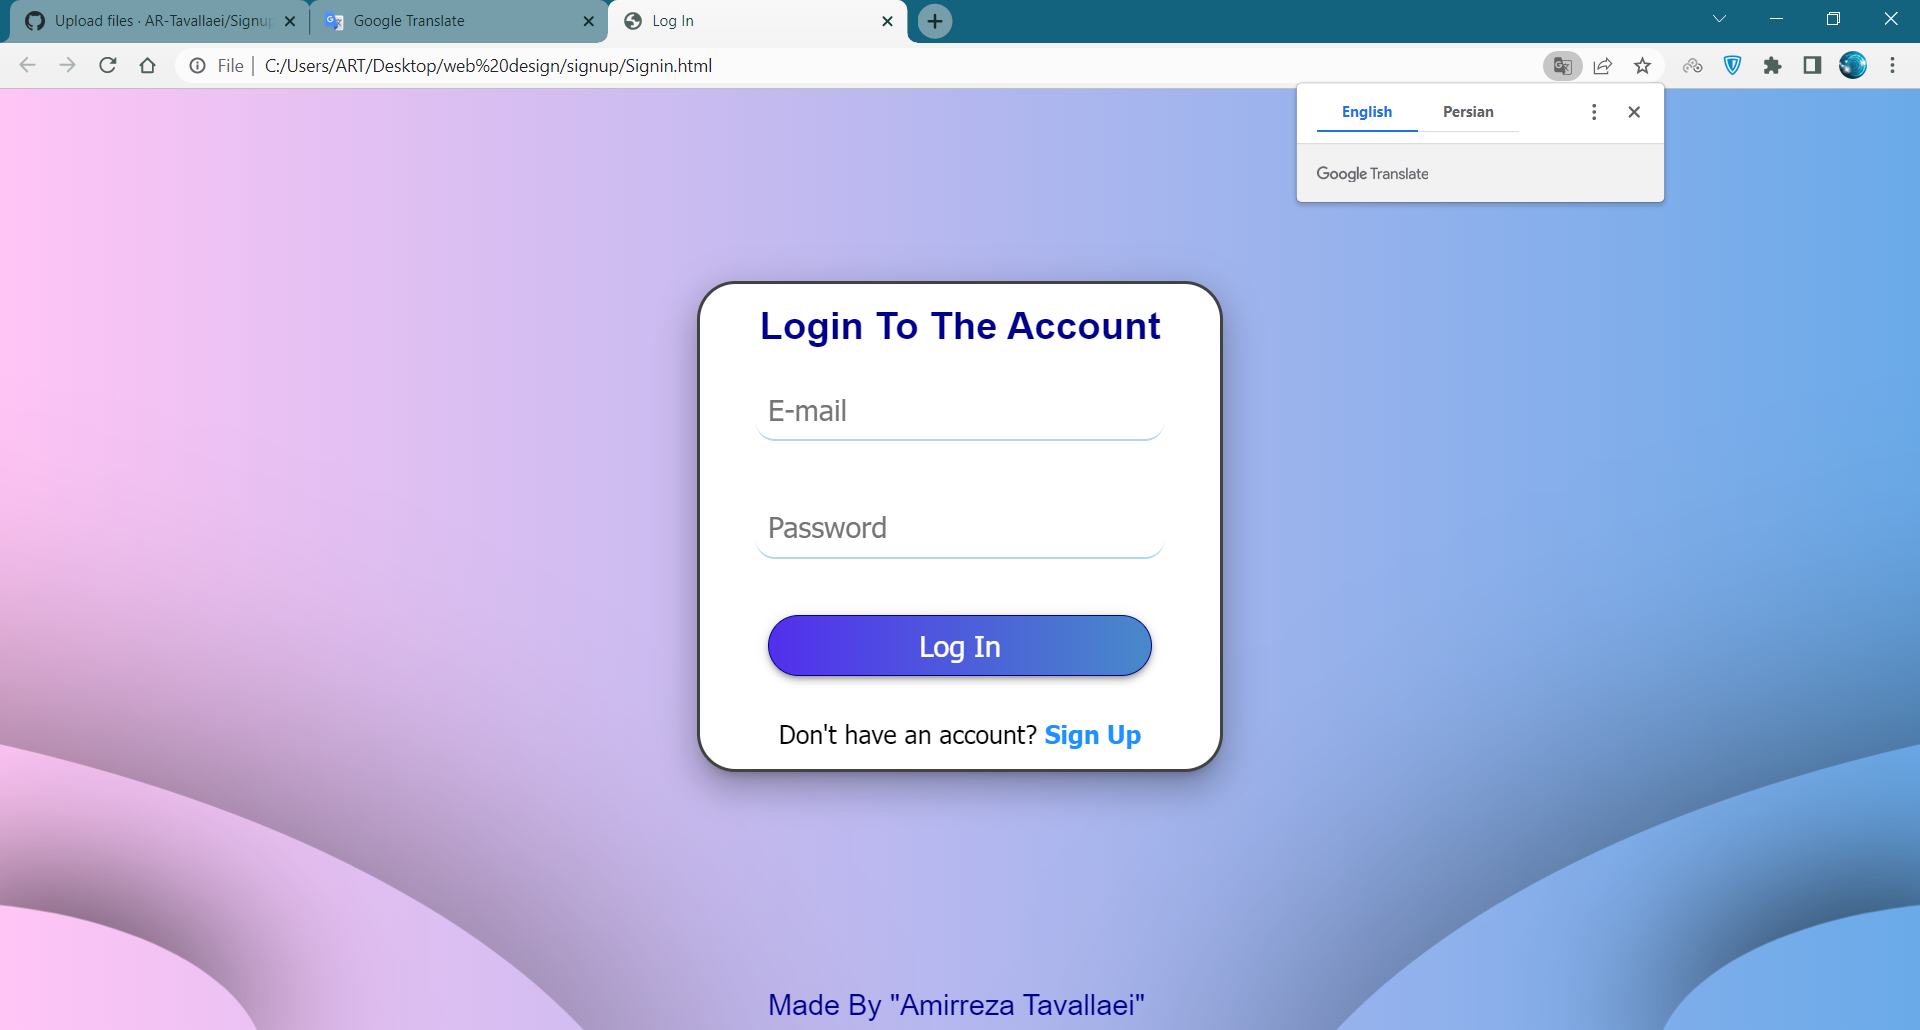 Upload files · AR-Tavallaei/Signup
Google Translate
Log In
File
C:/Users/ART/Desktop/web%20design/signup/Signin.html
English
Persian
Google Translate
Login To The Account
E-mail
Password
Log In
Don't have an account? Sign Up
Made By "Amirreza Tavallaei"